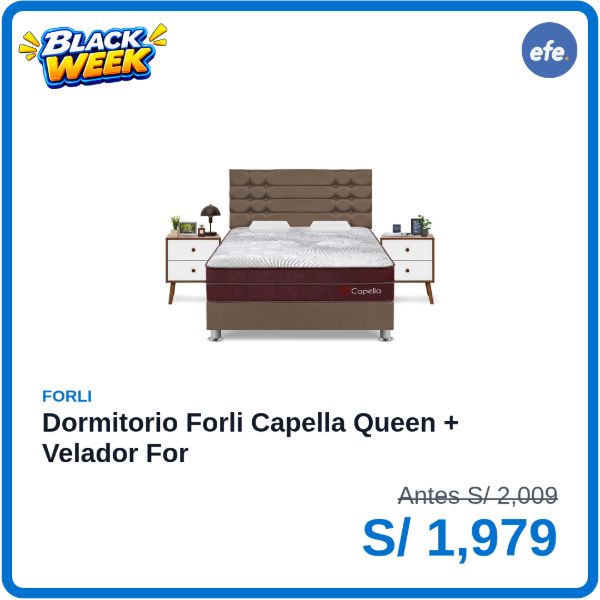 BLACK
WEEK
efe.
Capella
FORLI
Dormitorio Forli Capella Queen +
Velador For
Antes S/ 2,009
S/ 1,979